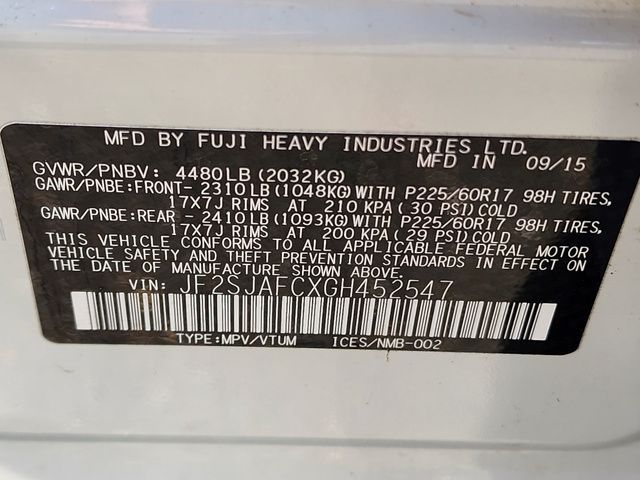 MFD BY FUJI HEAVY INDUSTRIES LTD.
MFD IN 09/15
GVWR/PNBV: 4480LB(2032KG)
GAWR/PNBE:FRONT- 2310LB(1048KG)WITH P225/60R17 98H TIRES,
17X7J RIMS AT 210 KPA (30 PSI)COLD
GAWR/PNBE:REAR - 2410LB(1093KG)WITH P225/60R17 98H TIRES,
17X7J RIMS AT 200 KPA (29 PSI)COLD
THIS VEHICLE CONFORMS TO ALL APPLICABLE FEDERAL MOTOR
VEHICLE SAFETY AND THEFT PREVENTION STANDARDS IN EFFECT ON
THE DATE OF MANUFACTURE SHOWN ABOVE.
VIN: JF2SJAFCXGH452547
TYPE:MPV/VTUM ICES/NMB-002